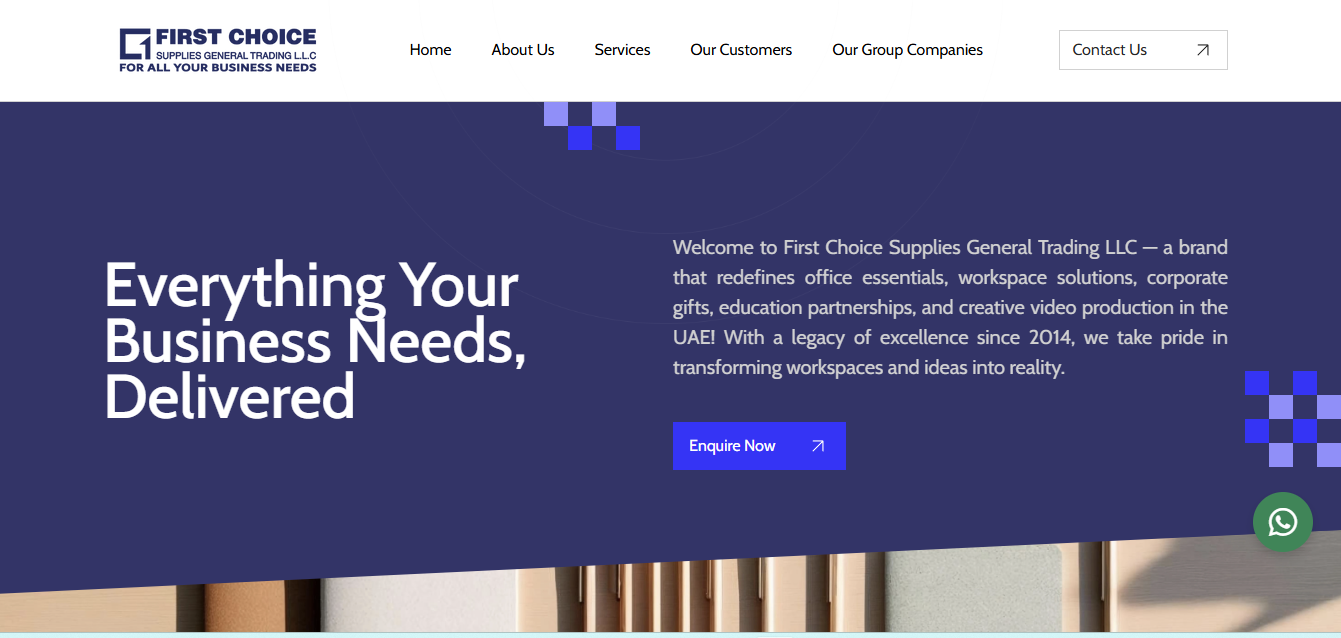 FIRST CHOICE
SUPPLIES GENERAL TRADING L.L.C
FOR ALL YOUR BUSINESS NEEDS
Home
About Us
Services
Our Customers
Our Group Companies
Contact Us
Everything Your
Business Needs,
Delivered
Welcome to First Choice Supplies General Trading LLC — a brand
that redefines office essentials, workspace solutions, corporate
gifts, education partnerships, and creative video production in the
UAE! With a legacy of excellence since 2014, we take pride in
transforming workspaces and ideas into reality.
Enquire Now